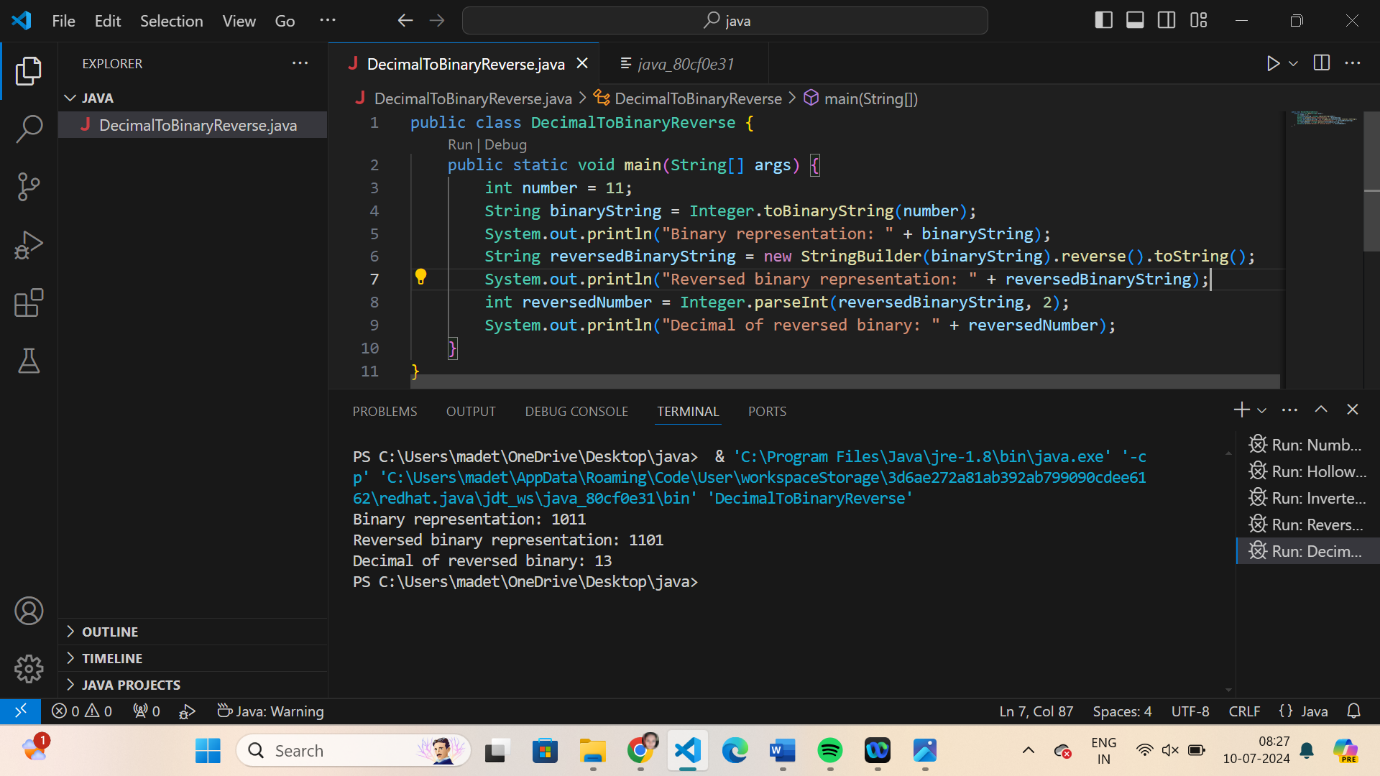 File Edit Selection View Go ··· java
EXPLORER ···
JAVA
J DecimalToBinaryReverse.java
OUTLINE
TIMELINE
JAVA PROJECTS
J DecimalToBinaryReverse.java java_80cf0e31 ···
J DecimalToBinaryReverse.java > DecimalToBinaryReverse > main(String[])
1 public class DecimalToBinaryReverse {
Run | Debug
2 public static void main(String[] args) {
3 int number = 11;
4 String binaryString = Integer.toBinaryString(number);
5 System.out.println("Binary representation: " + binaryString);
6 String reversedBinaryString = new StringBuilder(binaryString).reverse().toString();
7 System.out.println("Reversed binary representation: " + reversedBinaryString);
8 int reversedNumber = Integer.parseInt(reversedBinaryString, 2);
9 System.out.println("Decimal of reversed binary: " + reversedNumber);
10 }
11 }
PROBLEMS OUTPUT DEBUG CONSOLE TERMINAL PORTS
PS C:\Users\madet\OneDrive\Desktop\java> & 'C:\Program Files\Java\jre-1.8\bin\java.exe' '-c
p' 'C:\Users\madet\AppData\Roaming\Code\User\workspaceStorage\3d6ae272a81ab392ab799090cdee61
62\redhat.java\jdt_ws\java_80cf0e31\bin' 'DecimalToBinaryReverse'
Binary representation: 1011
Reversed binary representation: 1101
Decimal of reversed binary: 13
PS C:\Users\madet\OneDrive\Desktop\java>
Run: Numb...
Run: Hollow...
Run: Inverte...
Run: Revers...
Run: Decim...
0 0 0 Java: Warning Ln 7, Col 87 Spaces: 4 UTF-8 CRLF {} Java
1 Search ENG 08:27
IN 10-07-2024 PRE